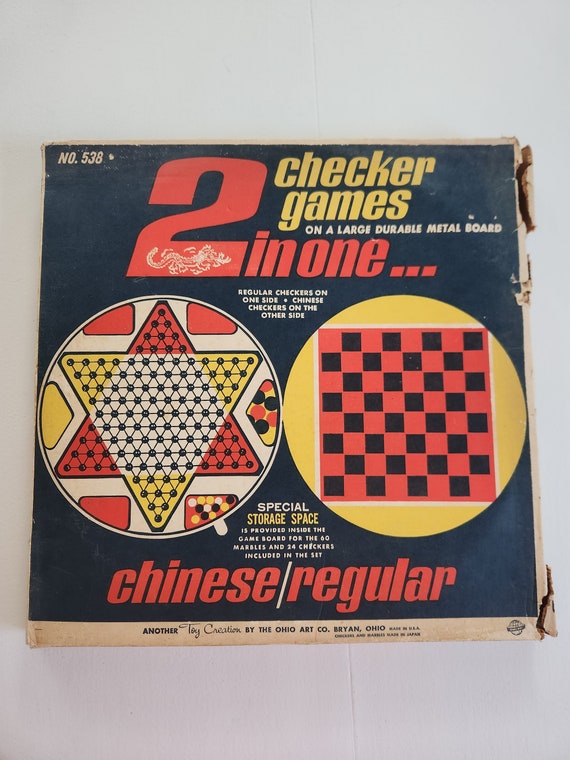 NO. 538
2 checker
games
ON A LARGE DURABLE METAL BOARD
in one...
REGULAR CHECKERS ON
ONE SIDE • CHINESE
CHECKERS ON THE
OTHER SIDE
SPECIAL
STORAGE SPACE
IS PROVIDED INSIDE THE
GAME BOARD FOR THE 60
MARBLES AND 24 CHECKERS
INCLUDED IN THE SET
chinese/regular
ANOTHER Toy Creation BY THE OHIO ART CO. BRYAN, OHIO MADE IN U.S.A.
CHECKERS AND MARBLES MADE IN JAPAN